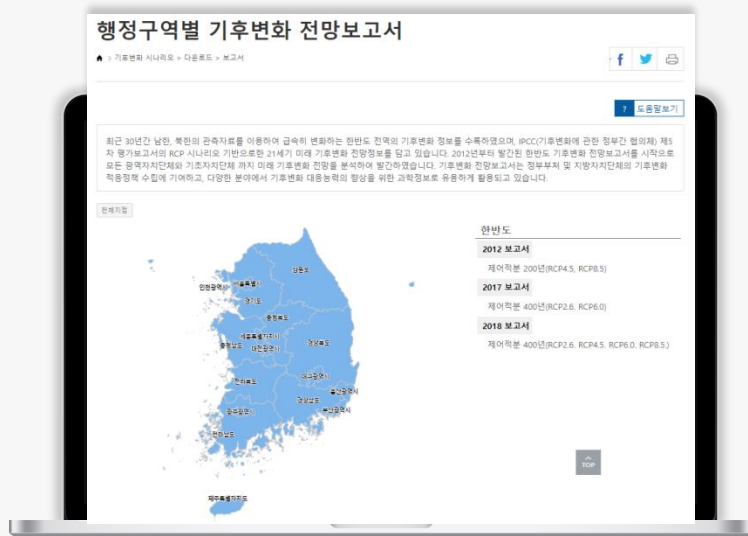 행정구역별 기후변화 전망보고서
> 기후변화 시나리오 > 다운로드 > 보고서
f
? 도움말보기
최근 30년간 남한, 북한의 관측자료를 이용하여 급속히 변화하는 한반도 전역의 기후변화 정보를 수록하였으며, IPCC(기후변화에 관한 정부간 협의체) 제5
차 평가보고서의 RCP 시나리오 기반으로한 21세기 미래 기후변화 전망정보를 담고 있습니다. 2012년부터 발간된 한반도 기후변화 전망보고서를 시작으로
모든 광역자치단체와 기초자치단체 까지 미래 기후변화 전망을 분석하여 발간하였습니다. 기후변화 전망보고서는 정부부처 및 지방자치단체의 기후변화
적응정책 수립에 기여하고, 다양한 분야에서 기후변화 대응능력의 향상을 위한 과학정보로 유용하게 활용되고 있습니다.
전체지점
한반도
2012 보고서
제어적분 200년(RCP4.5, RCP8.5)
2017 보고서
제어적분 400년(RCP2.6. RCP6.0)
2018 보고서
제어적분 400년(RCP2.6. RCP4.5. RCP6.0. RCP8.5.)
강원도
인천광역시 서울특별시
경기도
충청북도
세종특별자치시
충청남도 대전광역시 경상북도
전라북도 대구광역시
울산광역시
경상남도
광주광역시 부산광역시
전라남도
제주특별자치도
TOP